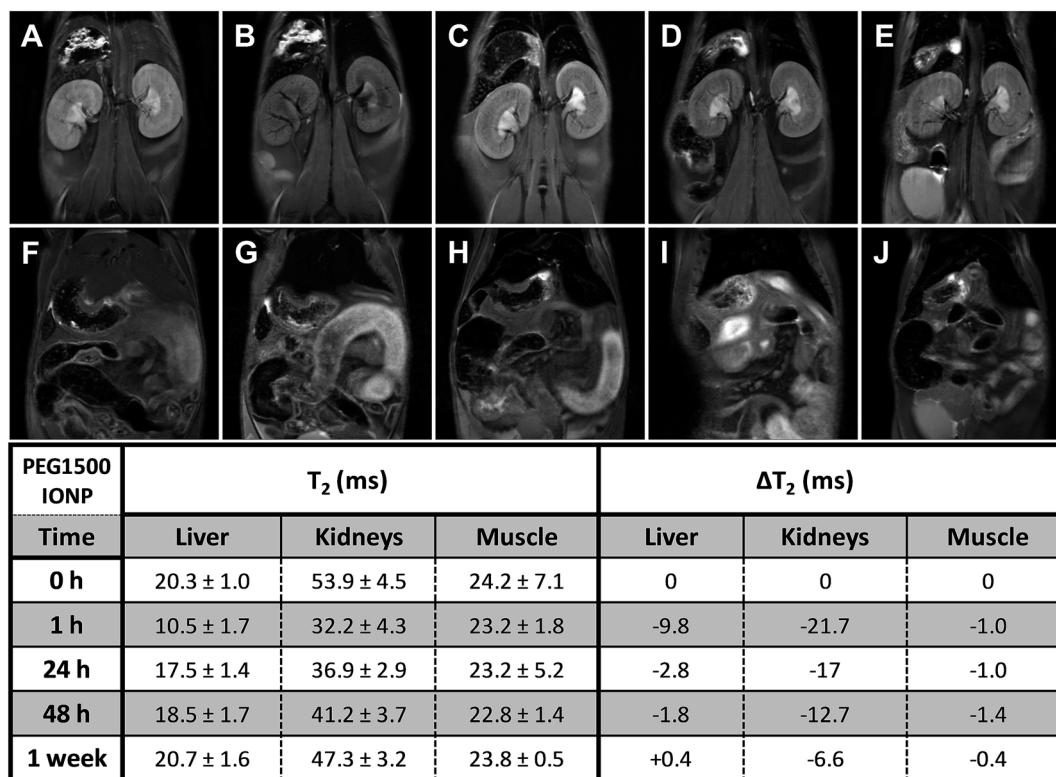 A B C D E
F G H I J
PEG1500 IONP T₂ (ms) ΔT₂ (ms)
Time Liver Kidneys Muscle Liver Kidneys Muscle
0 h 20.3 ± 1.0 53.9 ± 4.5 24.2 ± 7.1 0 0 0
1 h 10.5 ± 1.7 32.2 ± 4.3 23.2 ± 1.8 -9.8 -21.7 -1.0
24 h 17.5 ± 1.4 36.9 ± 2.9 23.2 ± 5.2 -2.8 -17 -1.0
48 h 18.5 ± 1.7 41.2 ± 3.7 22.8 ± 1.4 -1.8 -12.7 -1.4
1 week 20.7 ± 1.6 47.3 ± 3.2 23.8 ± 0.5 +0.4 -6.6 -0.4